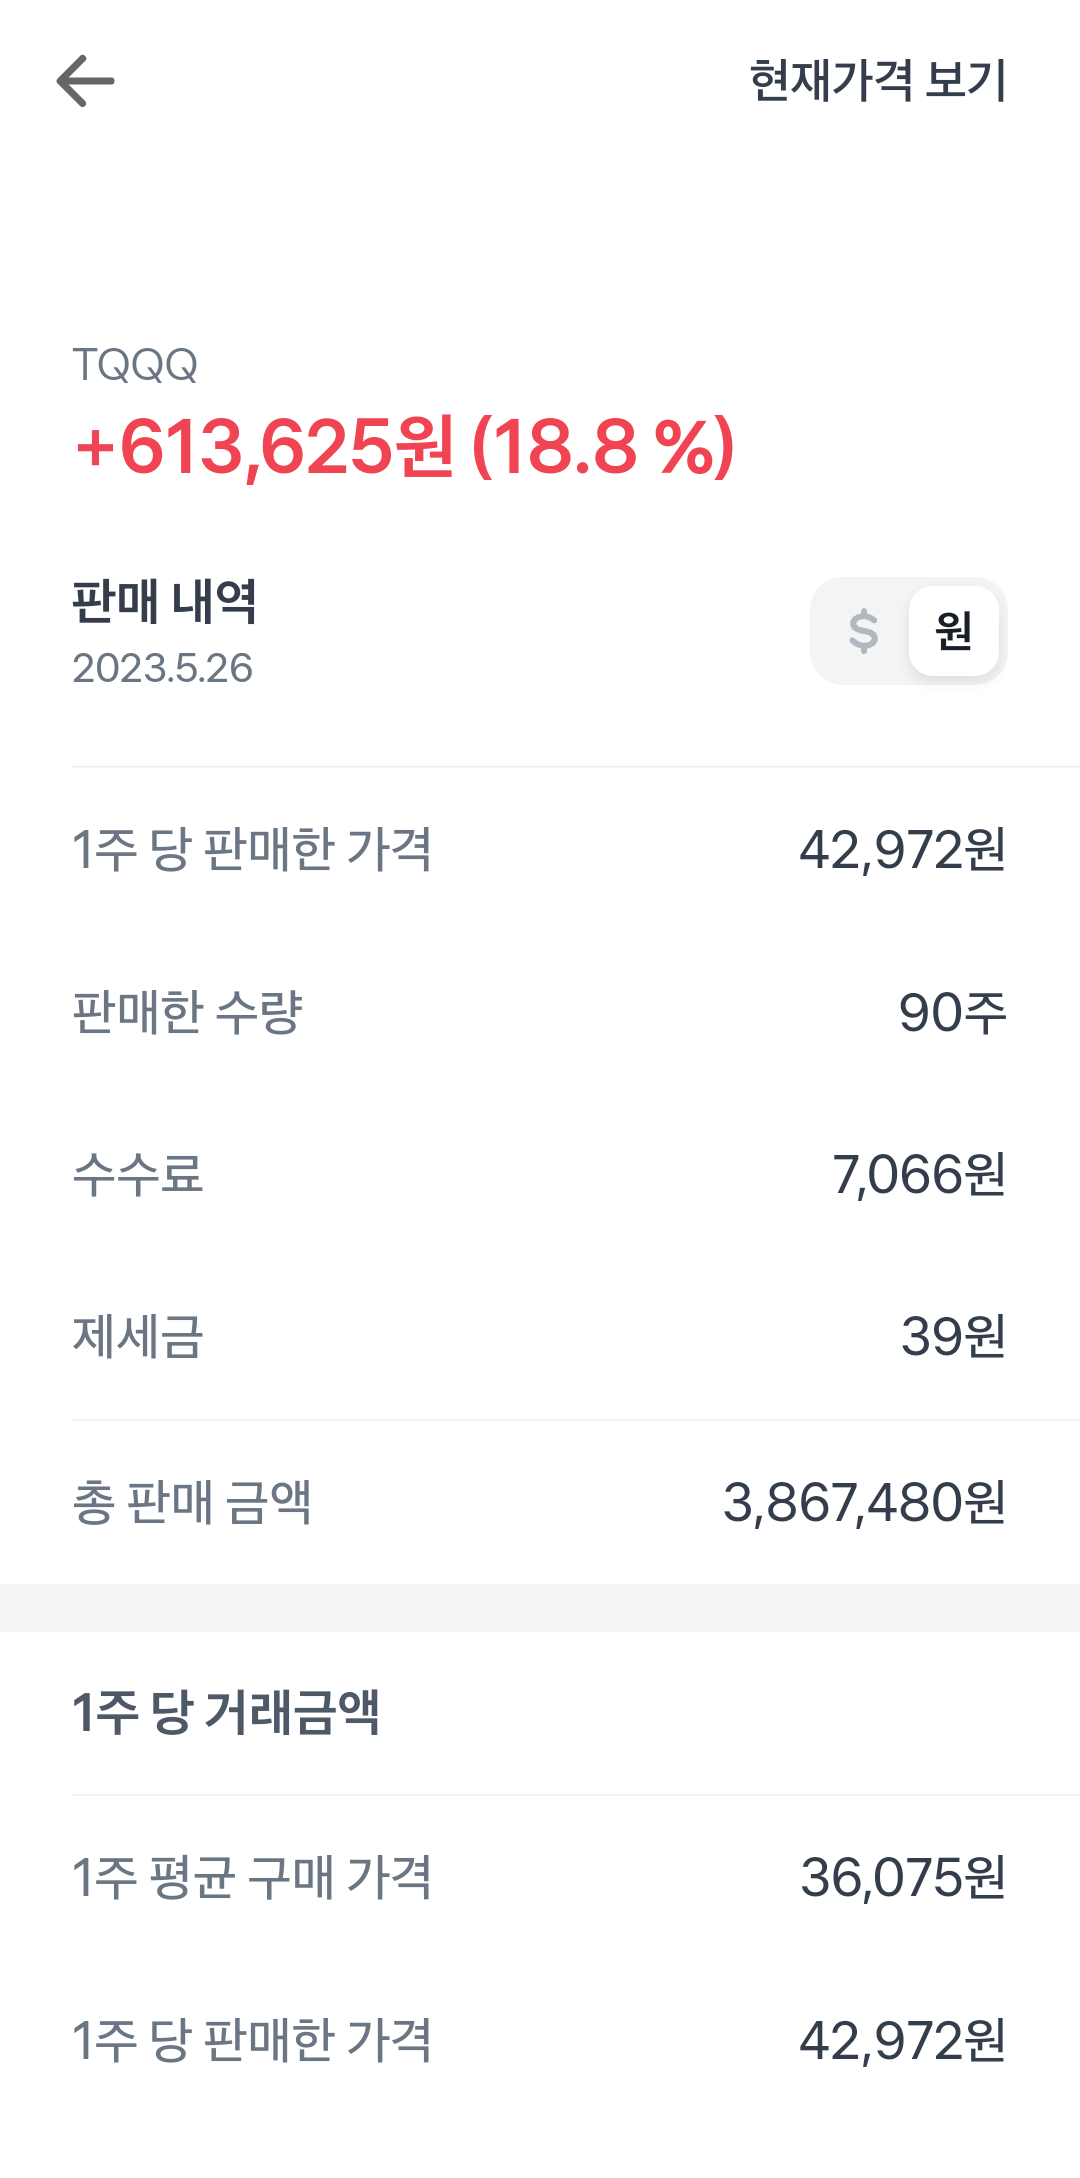 현재가격 보기
TQQQ
+613,625원 (18.8 %)
판매 내역
2023.5.26
$ 원
1주 당 판매한 가격 42,972원
판매한 수량 90주
수수료 7,066원
제세금 39원
총 판매 금액 3,867,480원
1주 당 거래금액
1주 평균 구매 가격 36,075원
1주 당 판매한 가격 42,972원